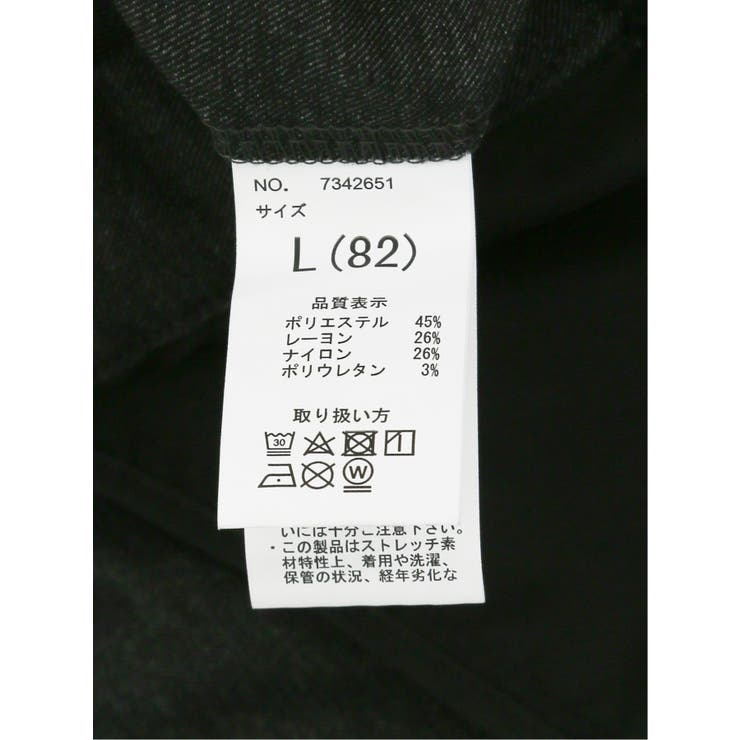 NO. 7342651
サイズ
L(82)
品質表示
ポリエステル 45%
レーヨン 26%
ナイロン 26%
ポリウレタン 3%
取り扱い方
30
W
いには十分ご注意下さい。
・この製品はストレッチ素
材特性上、着用や洗濯、
保管の状況、経年劣化な